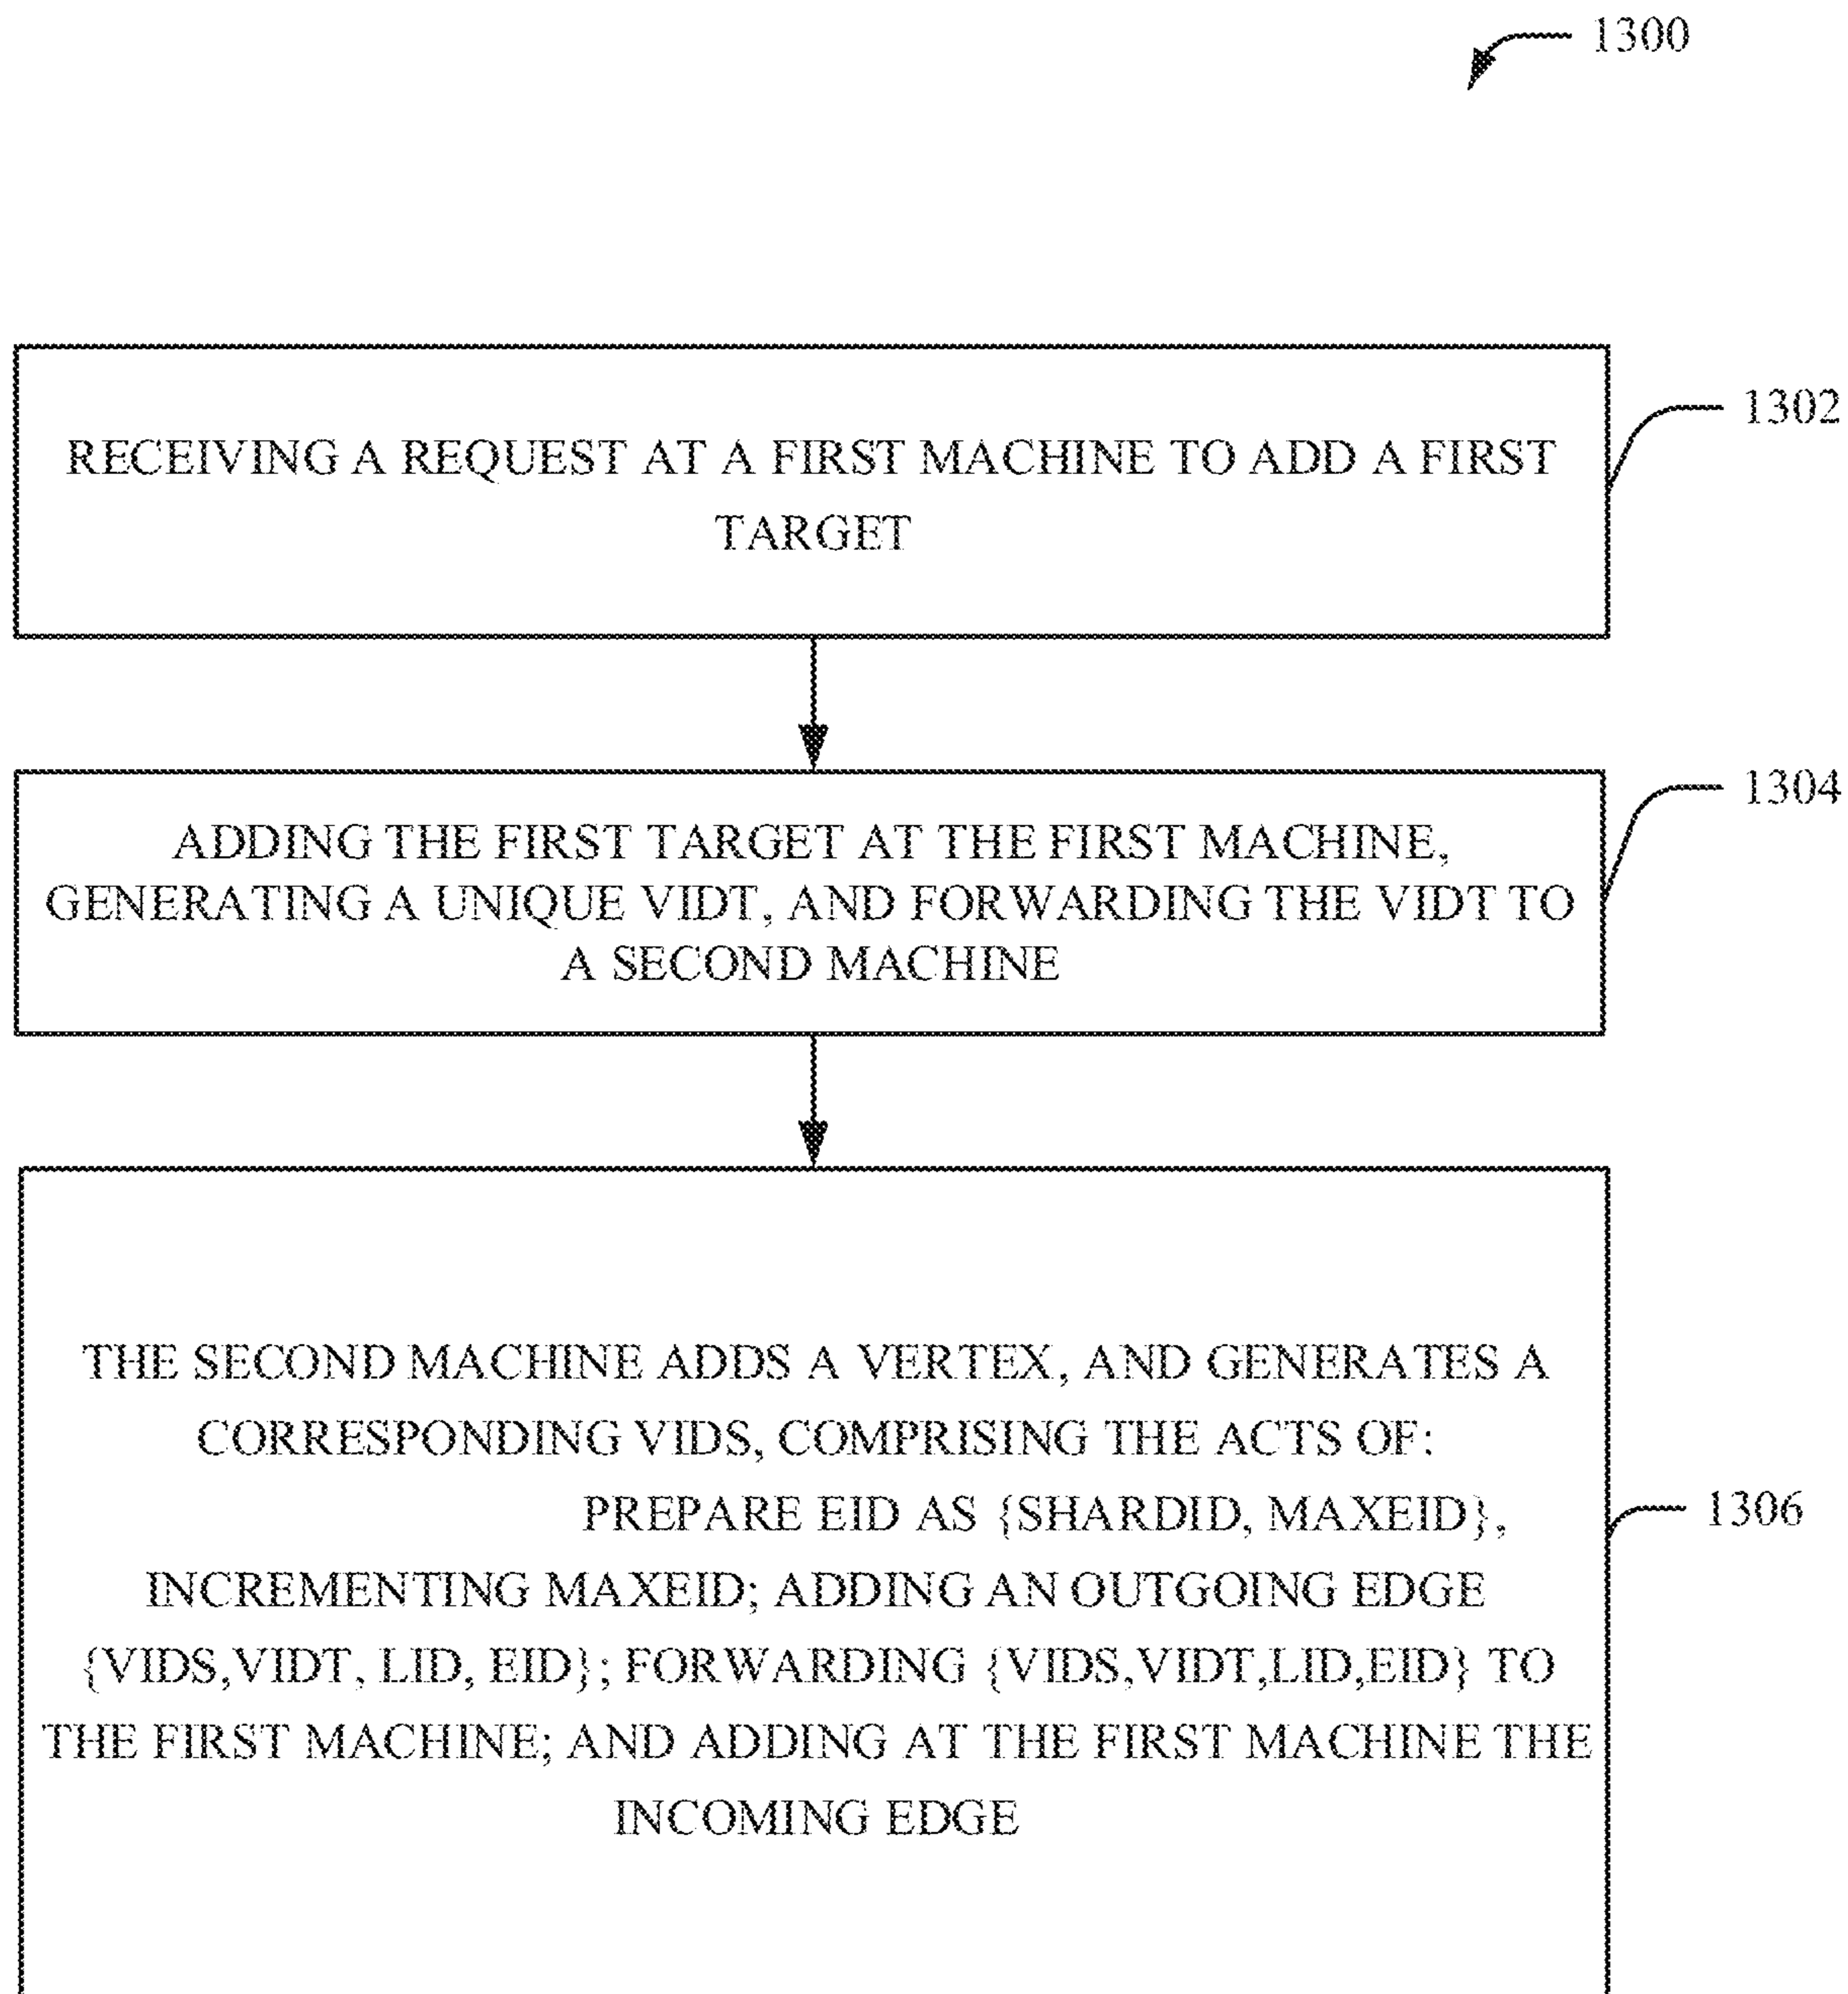 1300
RECEIVING A REQUEST AT A FIRST MACHINE TO ADD A FIRST
TARGET
1302
ADDING THE FIRST TARGET AT THE FIRST MACHINE,
GENERATING A UNIQUE VIDT, AND FORWARDING THE VIDT TO
A SECOND MACHINE
1304
THE SECOND MACHINE ADDS A VERTEX, AND GENERATES A
CORRESPONDING VIDS, COMPRISING THE ACTS OF:
PREPARE EID AS {SHARDID, MAXEID},
INCREMENTING MAXEID; ADDING AN OUTGOING EDGE
{VIDS,VIDT, LID, EID}; FORWARDING {VIDS,VIDT,LID,EID} TO
THE FIRST MACHINE; AND ADDING AT THE FIRST MACHINE THE
INCOMING EDGE
1306